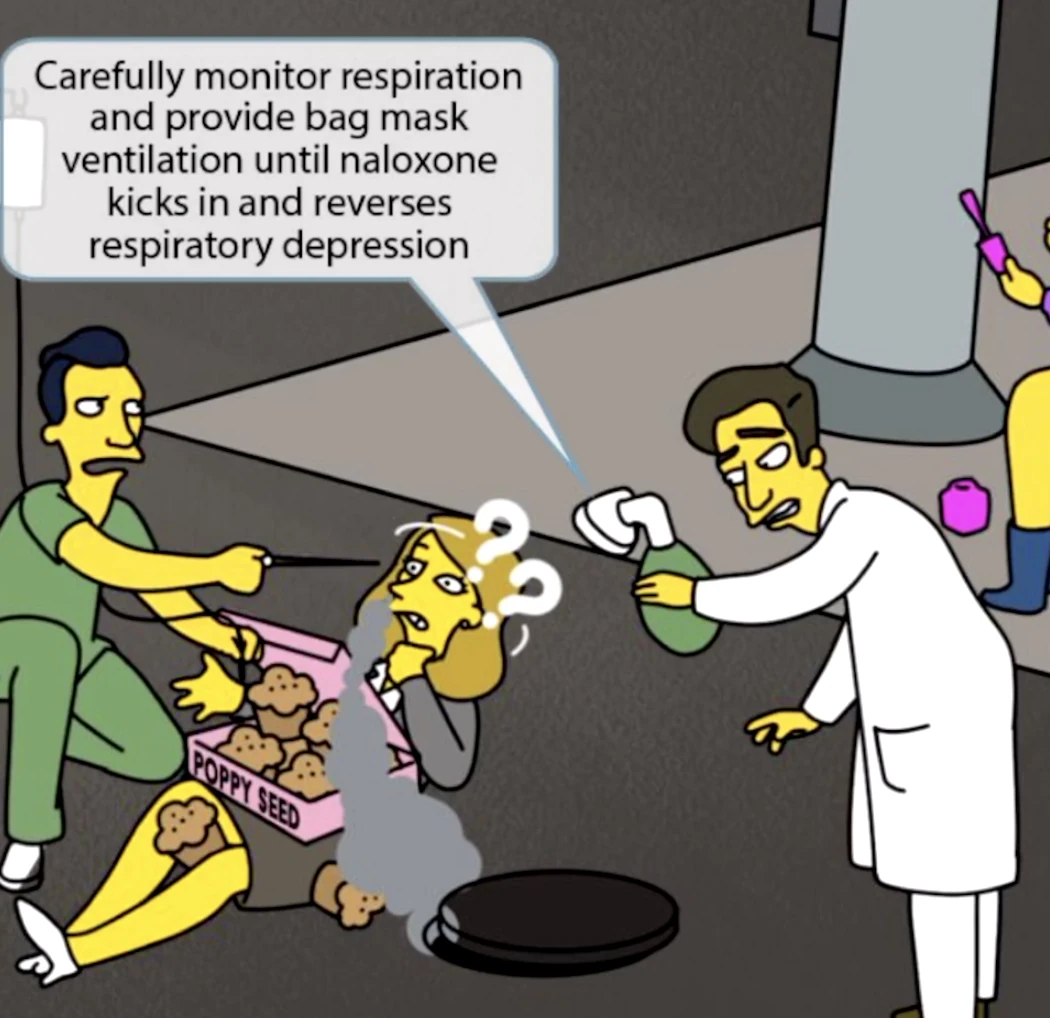 Carefully monitor respiration
and provide bag mask
ventilation until naloxone
kicks in and reverses
respiratory depression
? ?
POPPY SEED